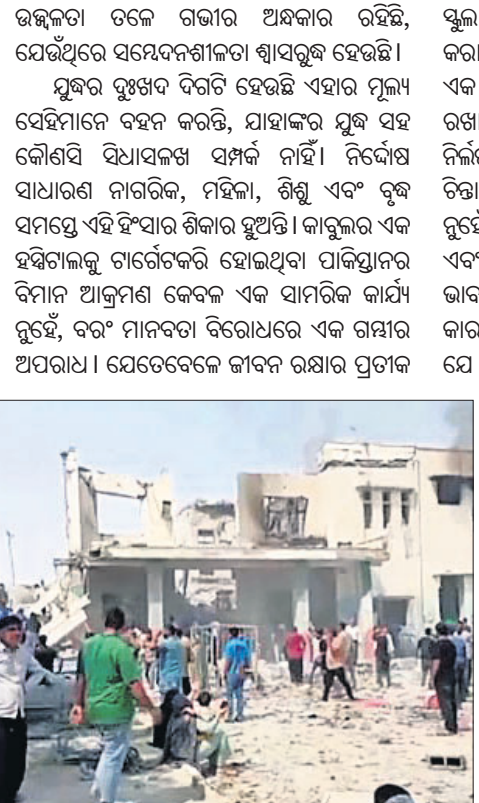 ଉଜ୍ଜ୍ୱଳତା ତଳେ ଗଭୀର ଅନ୍ଧକାର ରହିଛି,
ଯେଉଁଥିରେ ସମ୍ବେଦନଶୀଳତା ଶ୍ୱାସରୁଦ୍ଧ ହେଉଛି।
ଯୁଦ୍ଧର ଦୁଃଖଦ ଦିଗଟି ହେଉଛି ଏହାର ମୂଲ୍ୟ
ସେହିମାନେ ବହନ କରନ୍ତି, ଯାହାଙ୍କର ଯୁଦ୍ଧ ସହ
କୌଣସି ସିଧାସଳଖ ସମ୍ପର୍କ ନାହିଁ। ନିର୍ଦ୍ଦୋଷ
ସାଧାରଣ ନାଗରିକ, ମହିଳା, ଶିଶୁ ଏବଂ ବୃଦ୍ଧ
ସମସ୍ତେ ଏହି ହିଂସାର ଶିକାର ହୁଅନ୍ତି। କାବୁଲର ଏକ
ହସ୍ପିଟାଲକୁ ଟାର୍ଗେଟକରି ହୋଇଥିବା ପାକିସ୍ତାନର
ବିମାନ ଆକ୍ରମଣ କେବଳ ଏକ ସାମରିକ କାର୍ଯ୍ୟ
ନୁହେଁ, ବରଂ ମାନବତା ବିରୋଧରେ ଏକ ଗମ୍ଭୀର
ଅପରାଧ। ଯେତେବେଳେ ଜୀବନ ରକ୍ଷାର ପ୍ରତୀକ
ସ୍କୁଲ
ଏକ
ନୁହେଁ
ଏବଂ
ଯେ